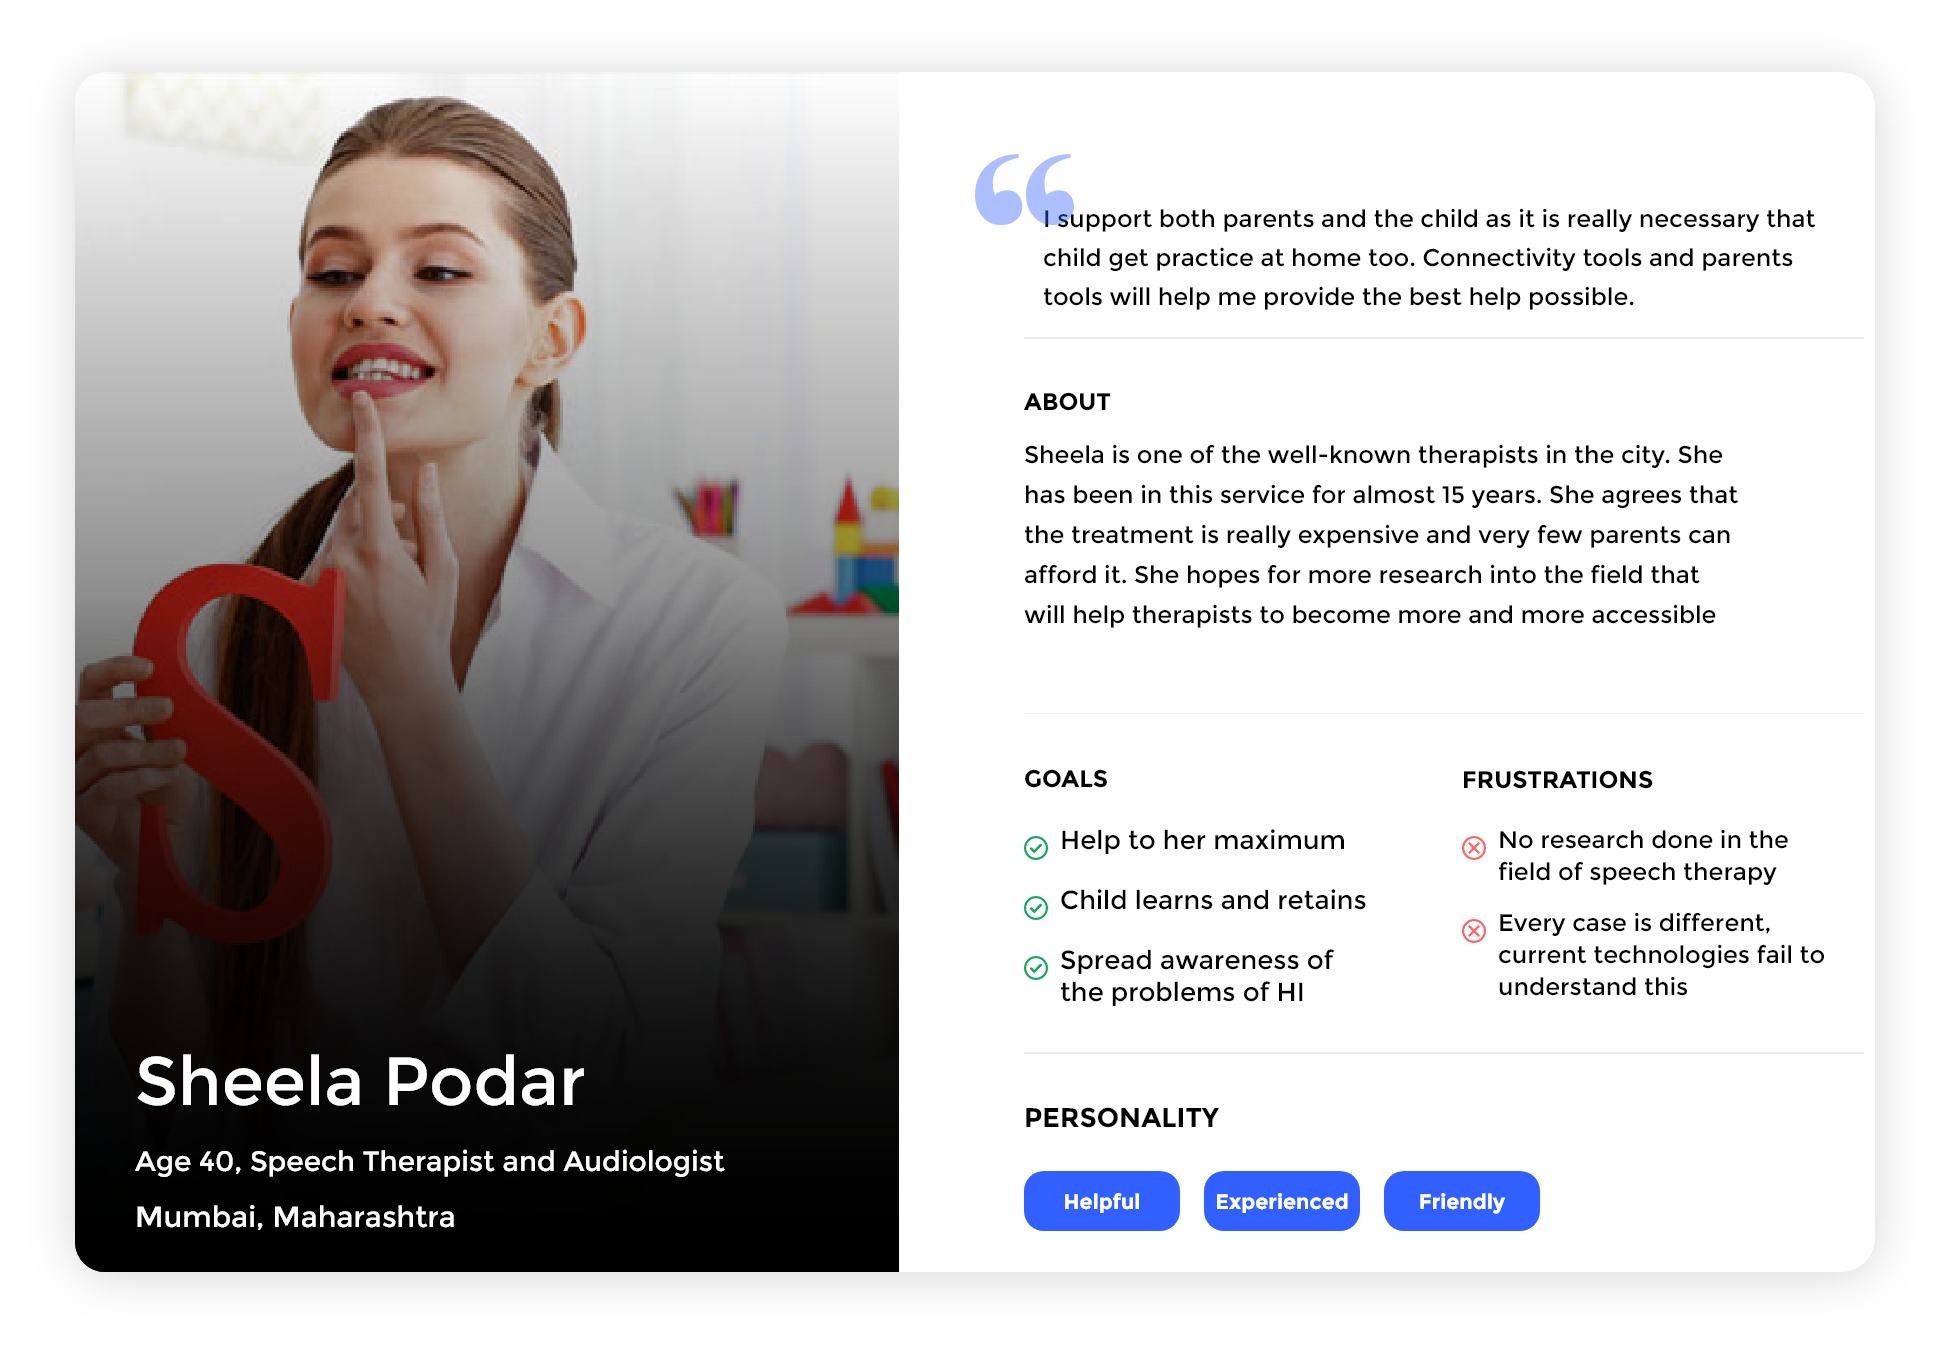 I support both parents and the child as it is really necessary that
child get practice at home too. Connectivity tools and parents
tools will help me provide the best help possible.
ABOUT
Sheela is one of the well-known therapists in the city. She
has been in this service for almost 15 years. She agrees that
the treatment is really expensive and very few parents can
afford it. She hopes for more research into the field that
will help therapists to become more and more accessible
GOALS
Help to her maximum
Child learns and retains
Spread awareness of
the problems of HI
FRUSTRATIONS
No research done in the
field of speech therapy
Every case is different,
current technologies fail to
understand this
PERSONALITY
Helpful
Experienced
Friendly
Sheela Podar
Age 40, Speech Therapist and Audiologist
Mumbai, Maharashtra
S